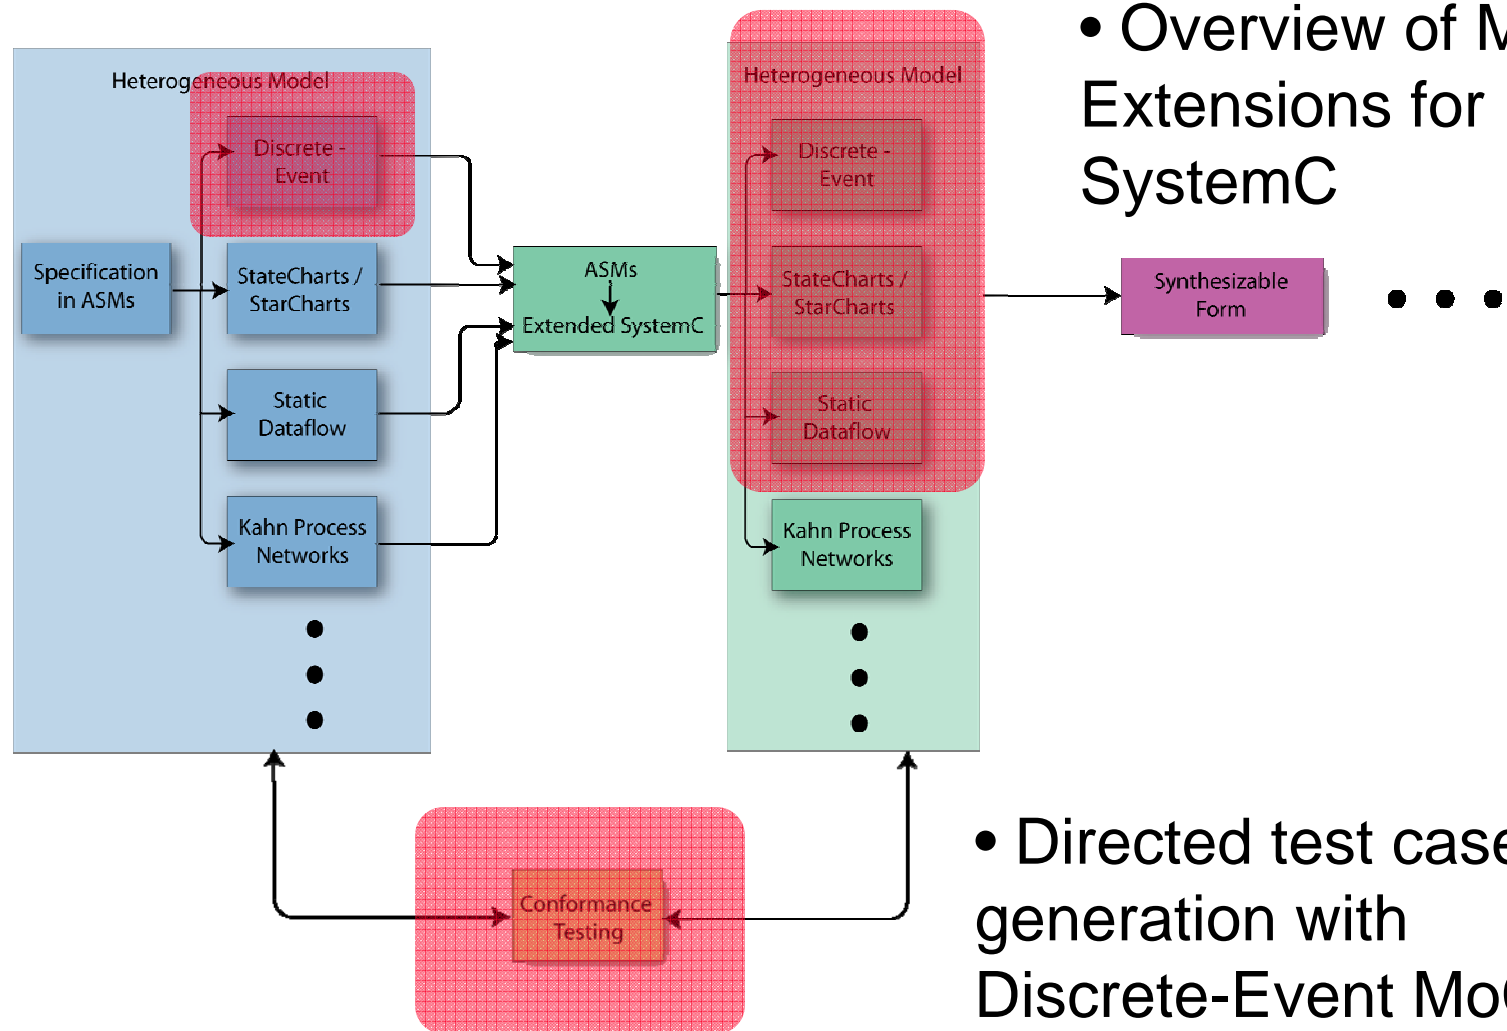 • Overview of M
Extensions for
SystemC
Heterogeneous Model
Discrete -
Event
Specification
in ASMs
StateCharts /
StarCharts
Static
Dataflow
Kahn Process
Networks
ASMs
Extended SystemC
Heterogeneous Model
Discrete -
Event
StateCharts /
StarCharts
Static
Dataflow
Kahn Process
Networks
Synthesizable
Form
Conformance
Testing
• Directed test case
generation with
Discrete-Event Mo